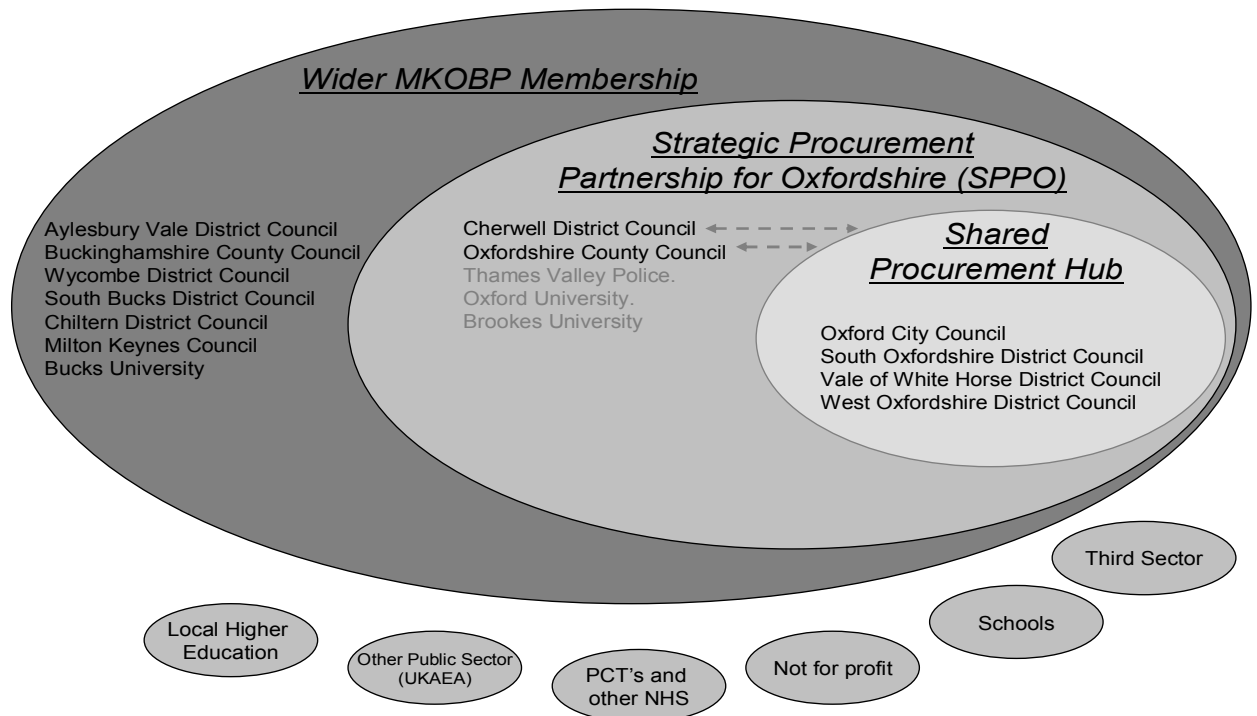 Wider MKOBP Membership
Strategic Procurement
Partnership for Oxfordshire (SPPO)
Shared
Procurement Hub
Aylesbury Vale District Council
Buckinghamshire County Council
Wycombe District Council
South Bucks District Council
Chiltern District Council
Milton Keynes Council
Bucks University
Cherwell District Council
Oxfordshire County Council
Thames Valley Police.
Oxford University.
Brookes University
Oxford City Council
South Oxfordshire District Council
Vale of White Horse District Council
West Oxfordshire District Council
Local Higher
Education
Other Public Sector
(UKAEA)
PCT's and
other NHS
Not for profit
Schools
Third Sector